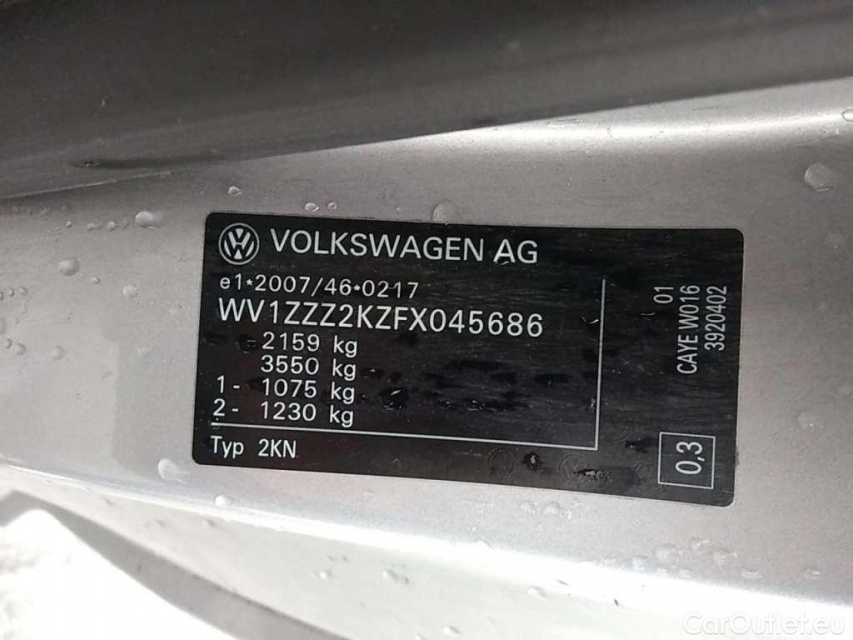 VOLKSWAGEN AG
e1*2007/46*0217
WV1ZZZ2KZFX045686
2159 kg
3550 kg
1- 1075 kg
2- 1230 kg
Typ 2KN
01
CAYE W016
3920402
0,3
CarOutlet.eu